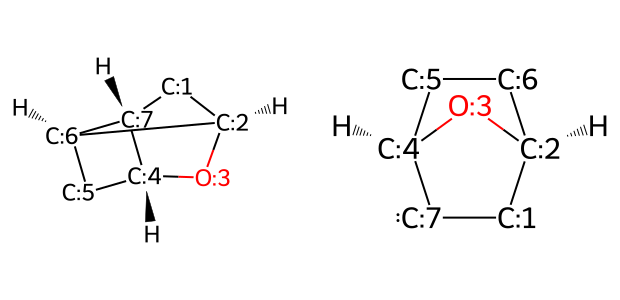 H C:1
H C:7 C:2 H
C:6
C:5 C:4 O:3
H
C:5 C:6
O:3
H C:4 C:2 H
:C:7 C:1